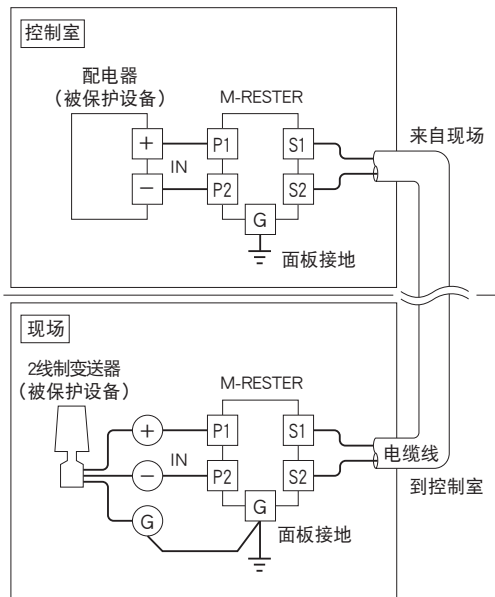 控制室
配电器
（被保护设备）
M-RESTER
来自现场
+
P1
S1
IN
−
P2
S2
G
面板接地
现场
2线制变送器
（被保护设备）
M-RESTER
+
P1
S1
IN
电缆线
−
P2
S2
到控制室
G
G
面板接地